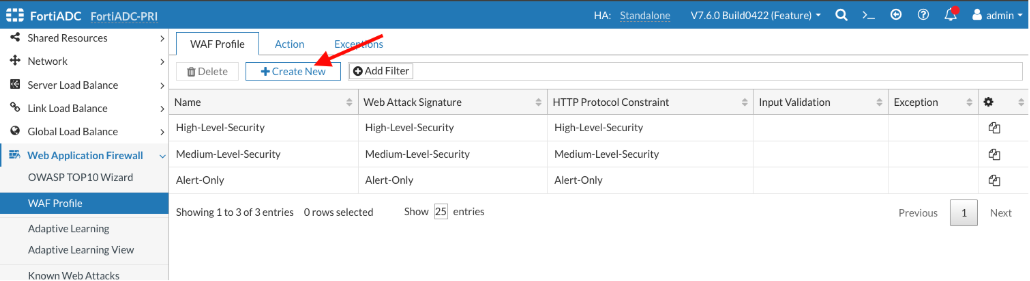 FortiADC FortiADC-PRI HA: Standalone V7.6.0 Build0422 (Feature) admin
Shared Resources
Network
Server Load Balance
Link Load Balance
Global Load Balance
Web Application Firewall
OWASP TOP10 Wizard
WAF Profile
Adaptive Learning
Adaptive Learning View
Known Web Attacks
WAF Profile Action Exceptions
Delete Create New Add Filter
Name Web Attack Signature HTTP Protocol Constraint Input Validation Exception
High-Level-Security High-Level-Security High-Level-Security
Medium-Level-Security Medium-Level-Security Medium-Level-Security
Alert-Only Alert-Only Alert-Only
Showing 1 to 3 of 3 entries 0 rows selected Show 25 entries Previous 1 Next